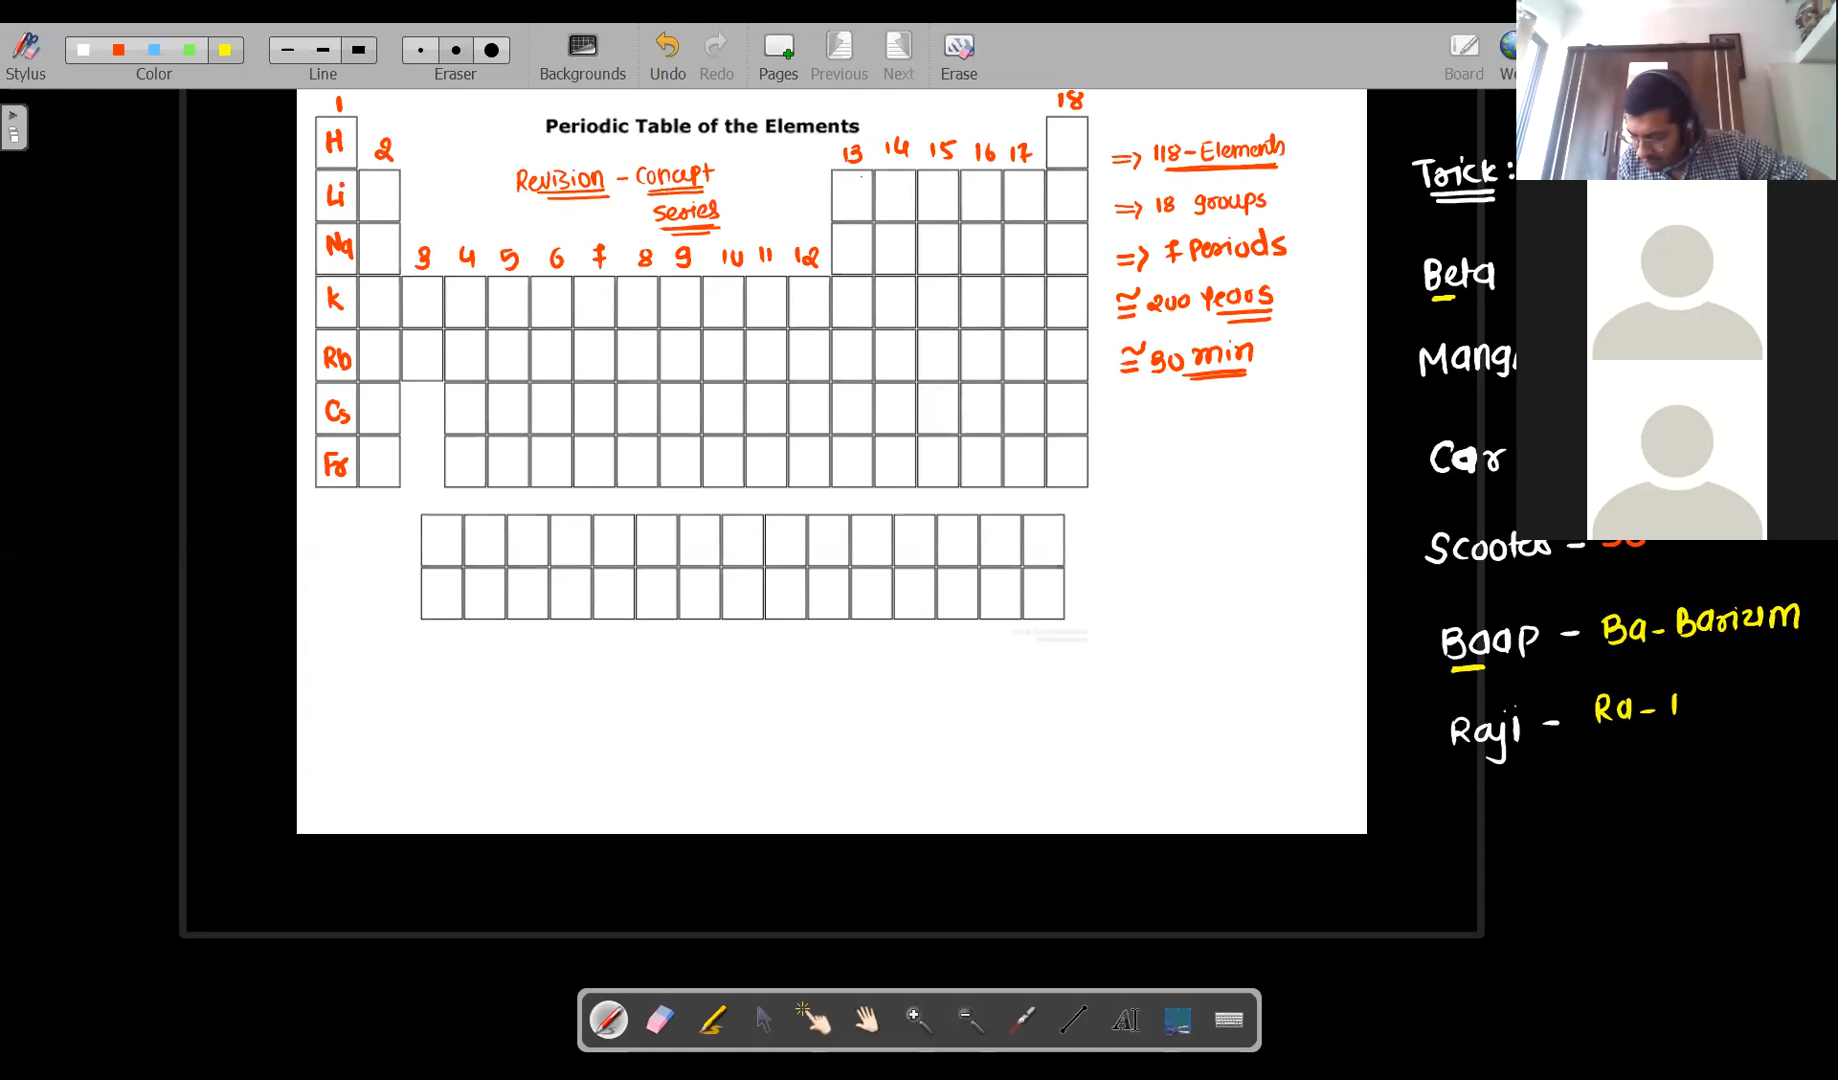 Stylus
Color
Line
Eraser
Backgrounds
Undo
Redo
Pages
Previous
Next
Erase
Board
Periodic Table of the Elements
Revision - Concept
series
1
2
3 4 5 6 7 8 9 10 11 12
13 14 15 16 17
18
H
Li
Na
K
Rb
Cs
Fr
=> 118-Elements
=> 18 groups
=> 7 Periods
≅ 200 Years
≅ 30 min
Trick :
Beta
Mang
Car
Scooter -
Baap - Ba - Barium
Raji - Ra - 1
AI